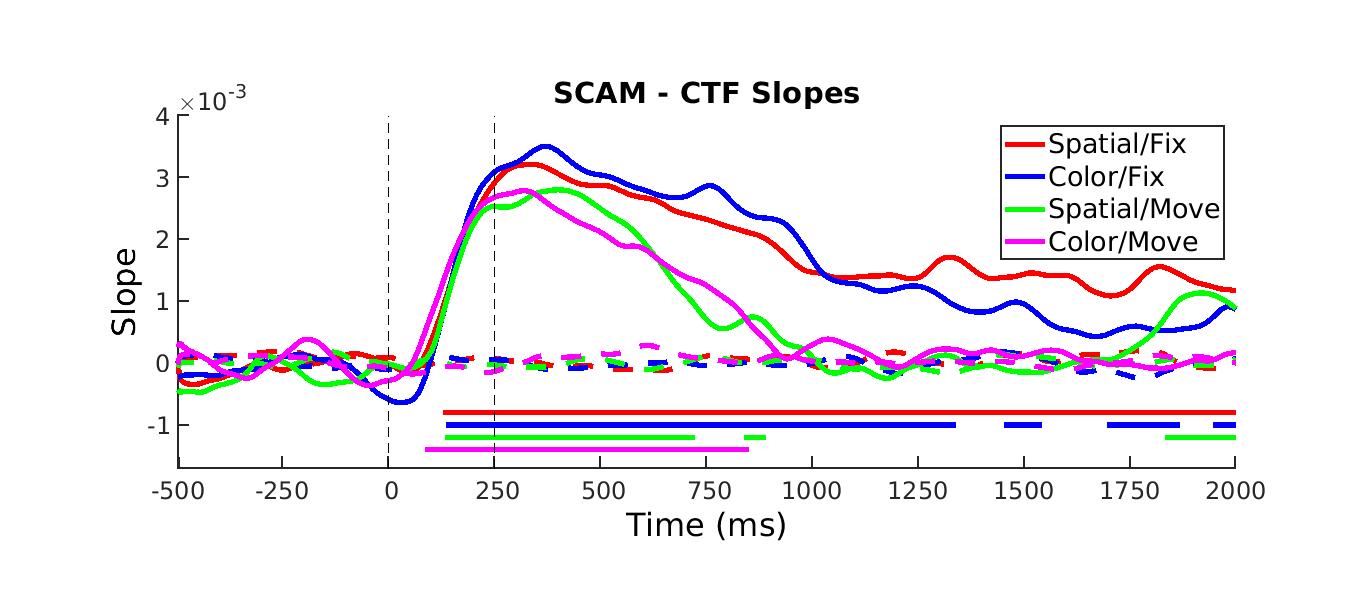 ×10-3
SCAM - CTF Slopes
4
3
2
1
0
-1
Slope
Spatial/Fix
Color/Fix
Spatial/Move
Color/Move
-500 -250 0 250 500 750 1000 1250 1500 1750 2000
Time (ms)